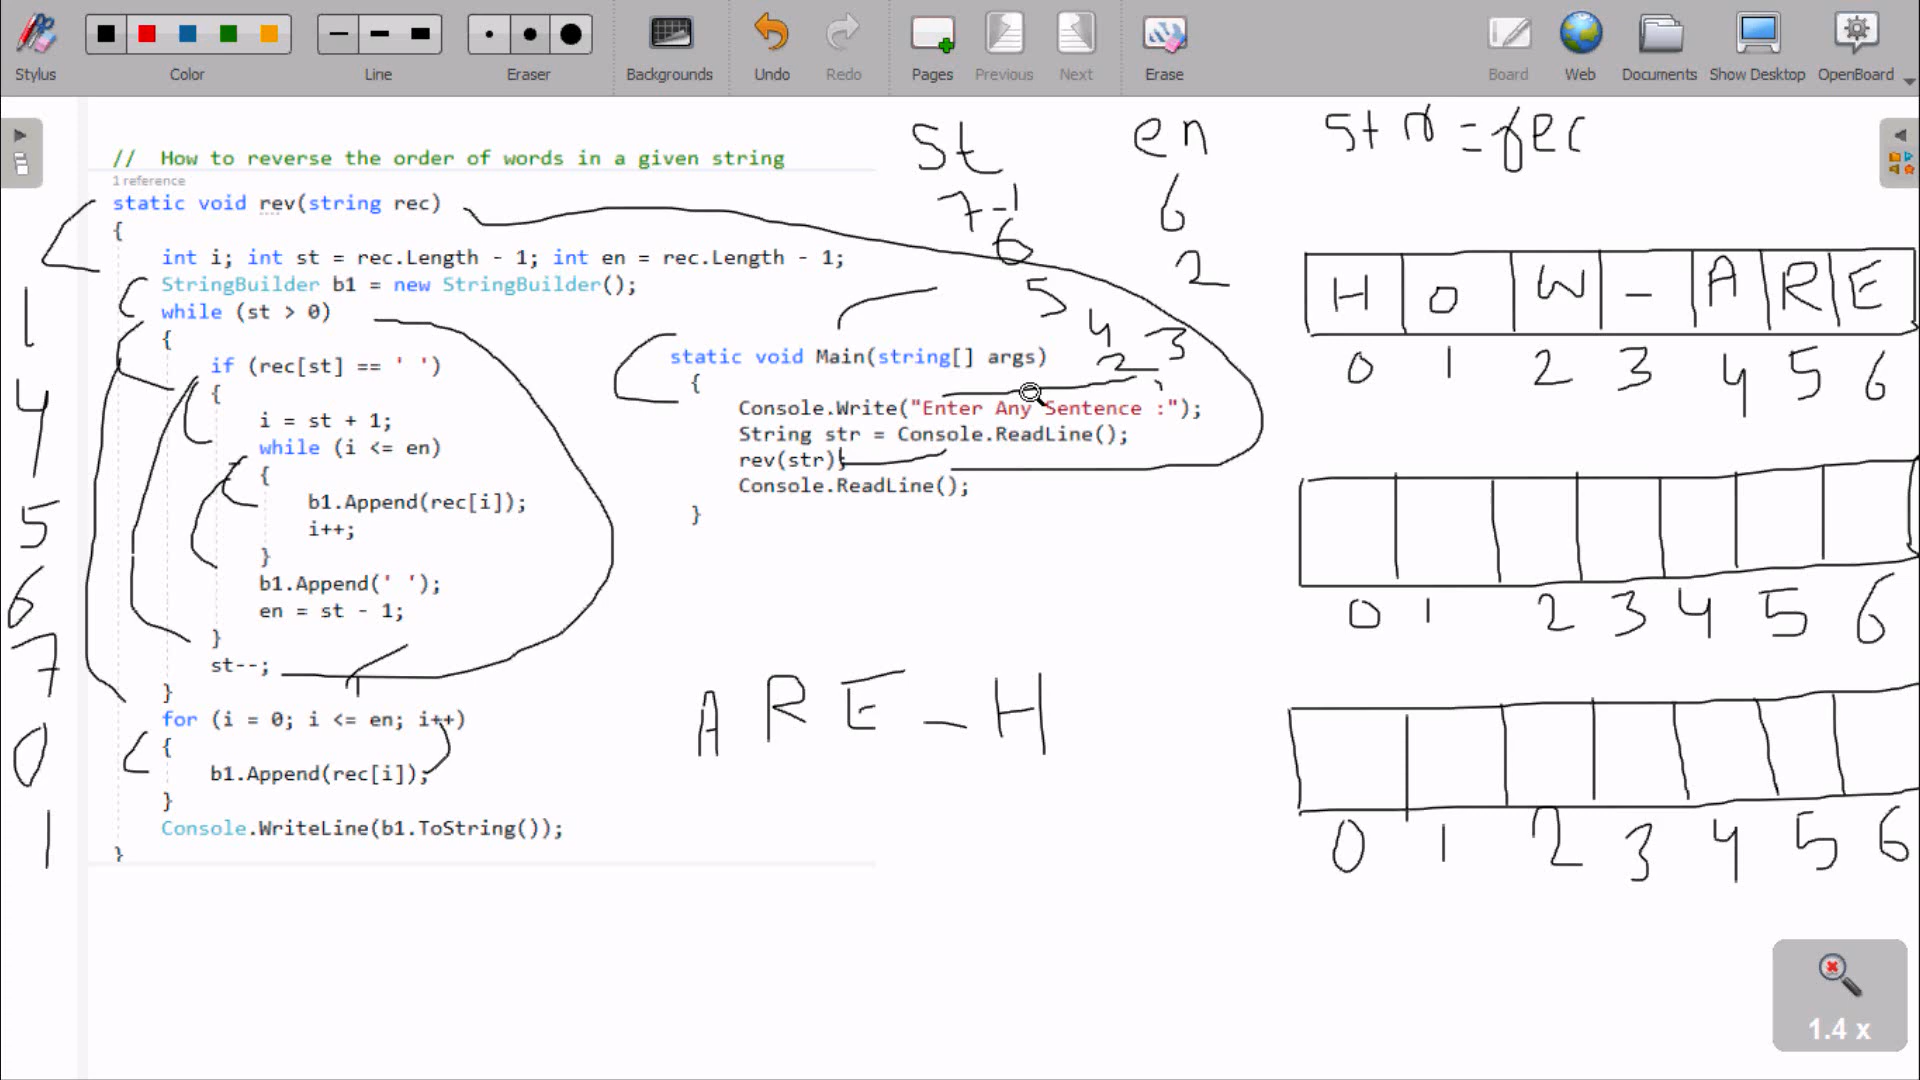 Stylus
Color
Line
Eraser
Backgrounds
Undo
Redo
Pages
Previous
Next
Erase
Board
Web
Documents
Show Desktop
OpenBoard
// How to reverse the order of words in a given string
1 reference
static void rev(string rec)
{
int i; int st = rec.Length - 1; int en = rec.Length - 1;
StringBuilder b1 = new StringBuilder();
while (st > 0)
{
if (rec[st] == ' ')
{
i = st + 1;
while (i <= en)
{
b1.Append(rec[i]);
i++;
}
b1.Append(' ');
en = st - 1;
}
st--;
}
for (i = 0; i <= en; i++)
{
b1.Append(rec[i]);
}
Console.WriteLine(b1.ToString());
}
1
4
5
6
7
0
1
st
7-1
6
5
4
3
2
en
6
2
static void Main(string[] args)
{
Console.Write("Enter Any Sentence :");
String str = Console.ReadLine();
rev(str);
Console.ReadLine();
}
ARE_H
str = rec
H O W _ A R E
0 1 2 3 4 5 6
0 1 2 3 4 5 6
0 1 2 3 4 5 6
1.4 x